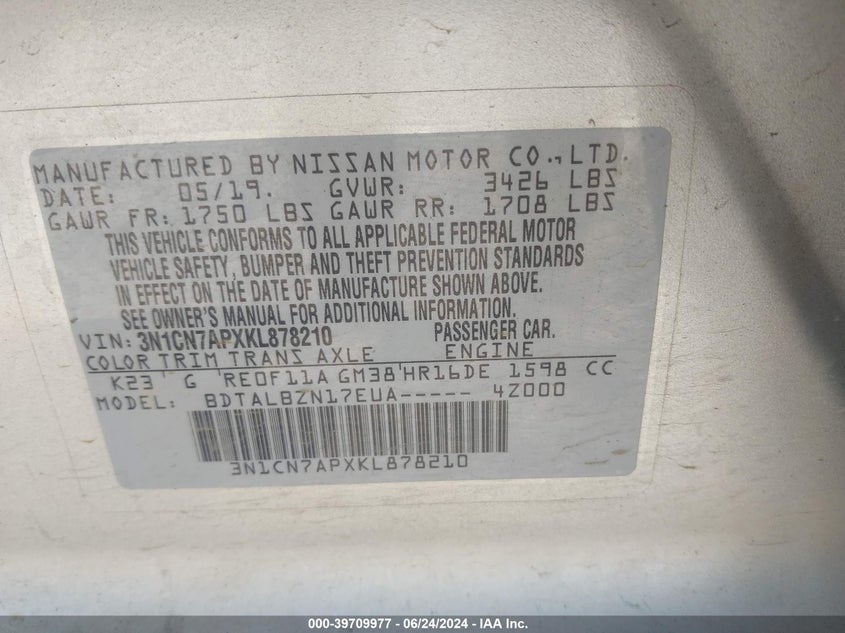 MANUFACTURED BY NISSAN MOTOR CO., LTD.
DATE: 05/19. GVWR: 3426 LBS
GAWR FR: 1750 LBS GAWR RR: 1708 LBS
THIS VEHICLE CONFORMS TO ALL APPLICABLE FEDERAL MOTOR
VEHICLE SAFETY, BUMPER AND THEFT PREVENTION STANDARDS
IN EFFECT ON THE DATE OF MANUFACTURE SHOWN ABOVE.
SEE OWNER'S MANUAL FOR ADDITIONAL INFORMATION.
VIN: 3N1CN7APXKL878210 PASSENGER CAR.
COLOR TRIM TRANS AXLE ENGINE
K23 G RE0F11A GM38 HR16DE 1598 CC
MODEL: BDTALBZN17EUA----- 4Z000
3N1CN7APXKL878210
000-39709977 - 06/24/2024 - IAA Inc.